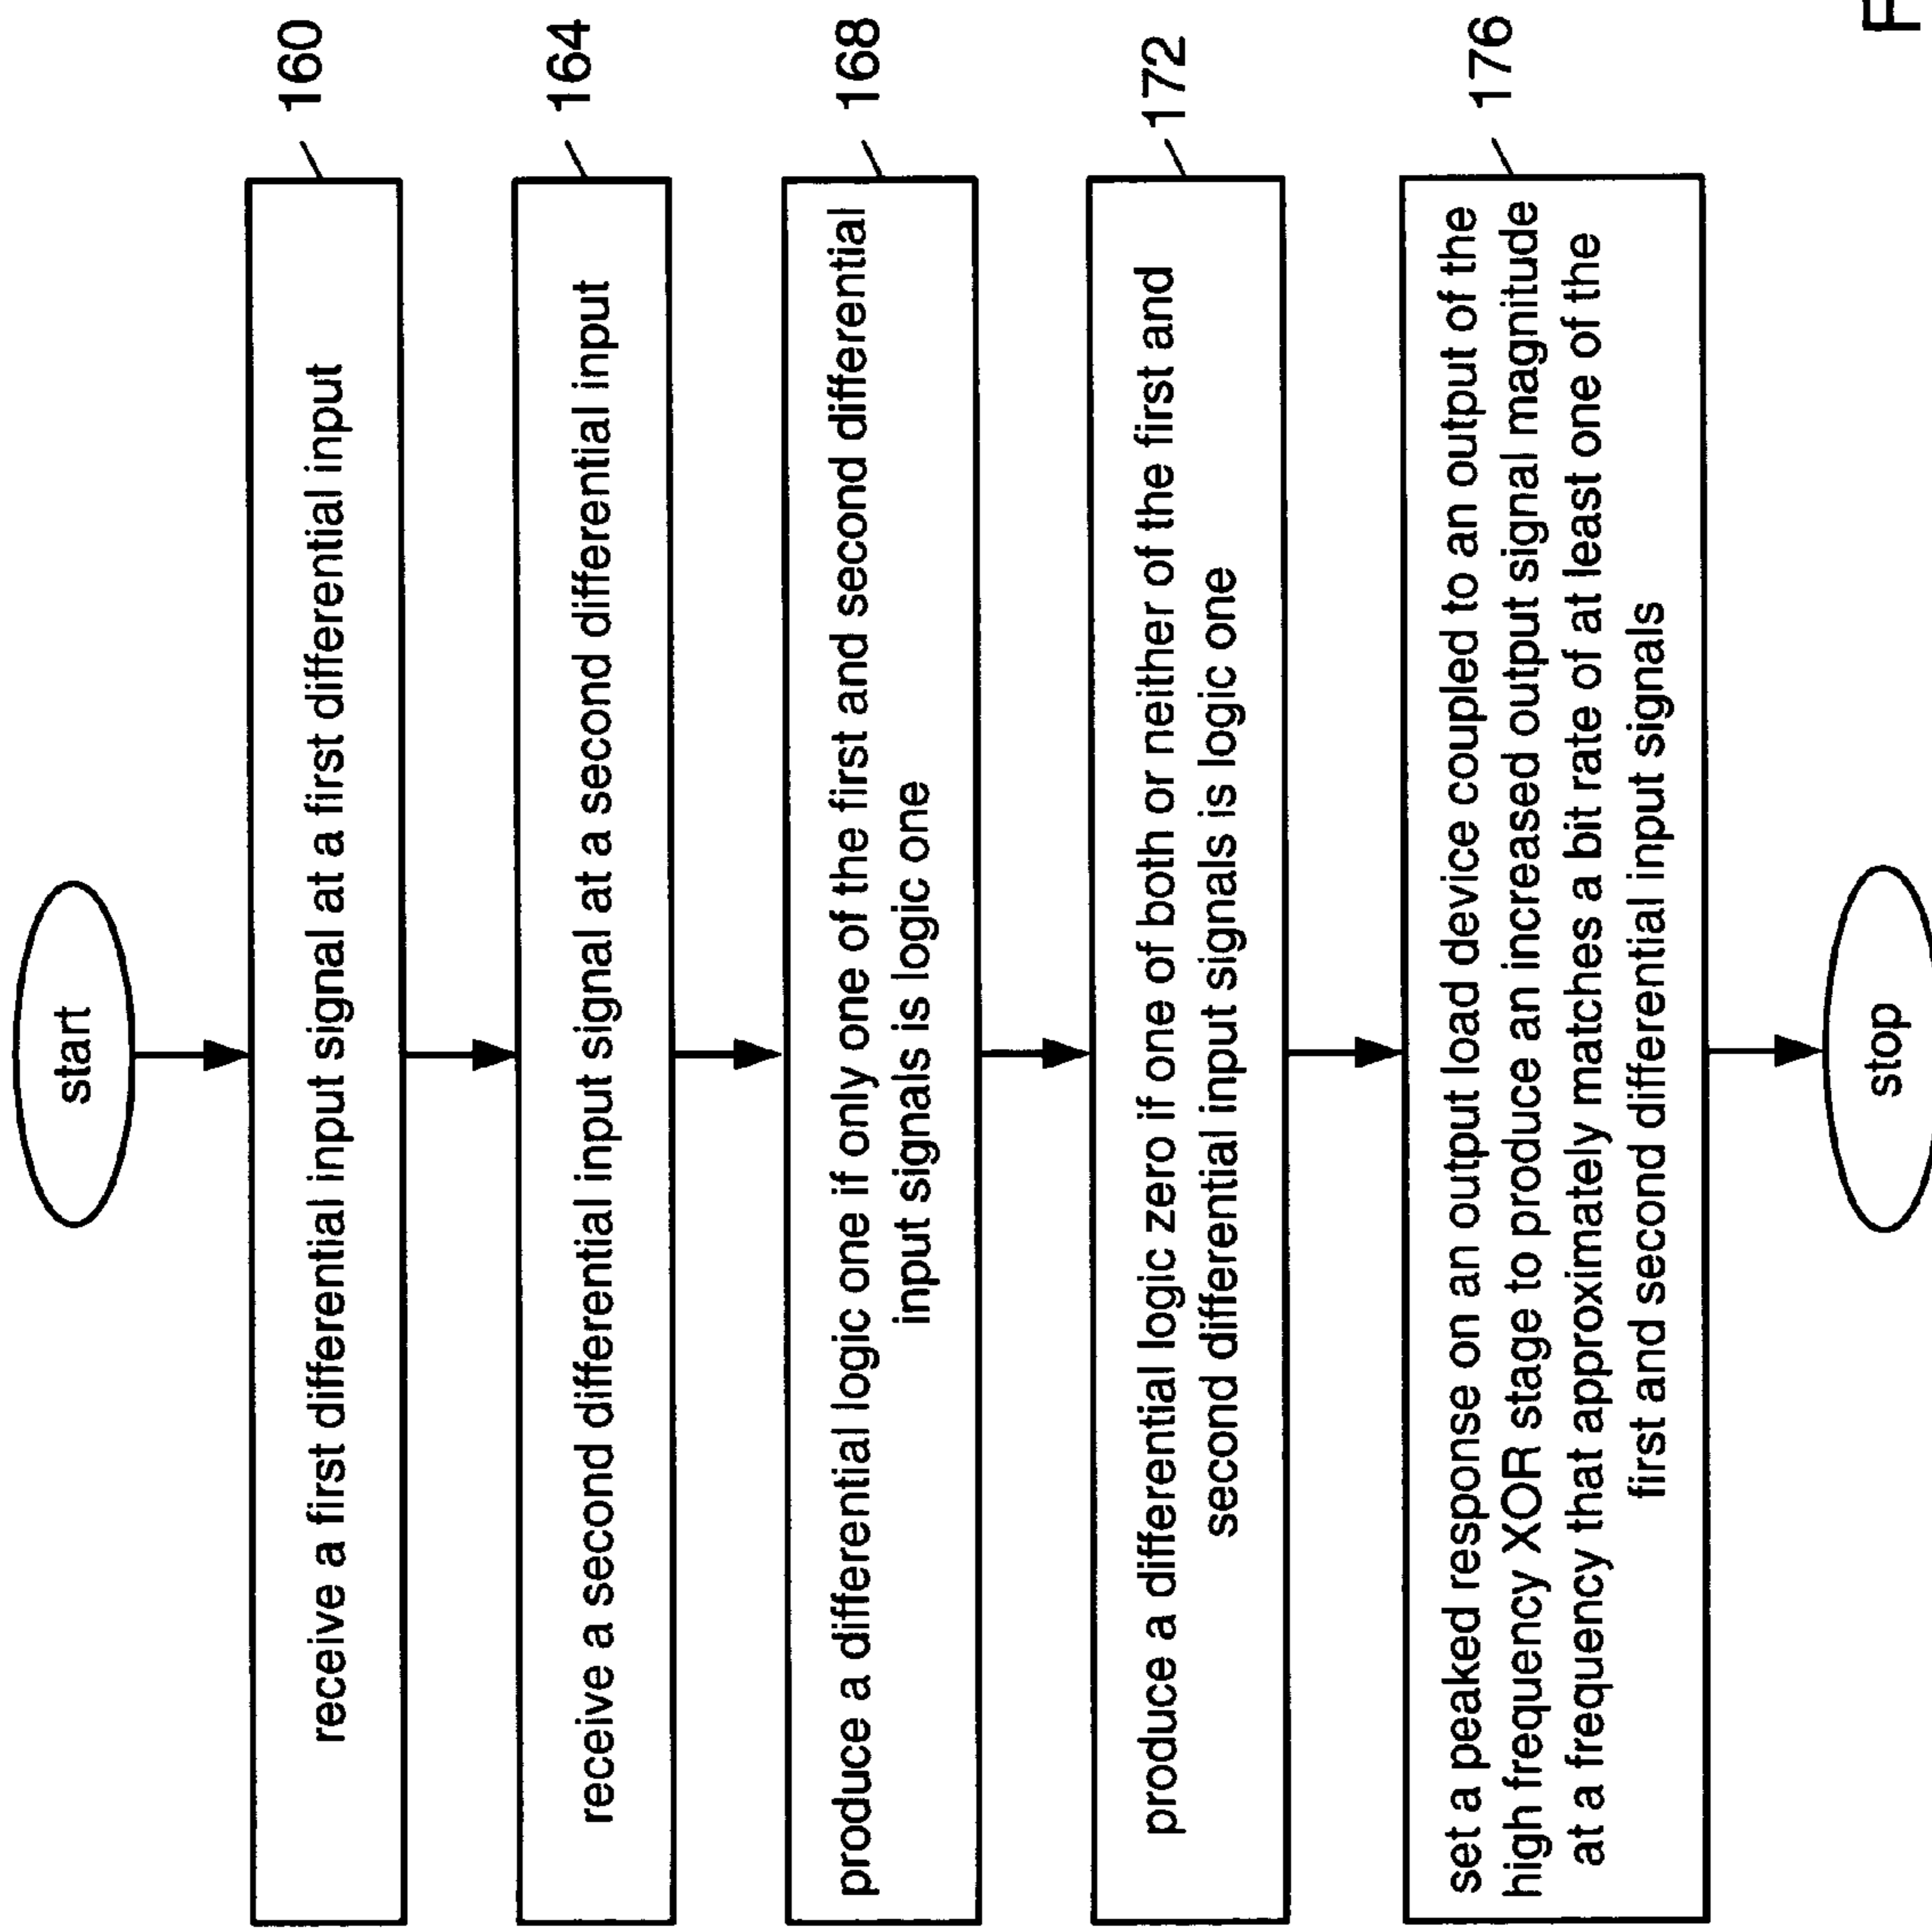 start
receive a first differential input signal at a first differential input
160
receive a second differential input signal at a second differential input
164
produce a differential logic one if only one of the first and second differential
input signals is logic one
168
produce a differential logic zero if one of both or neither of the first and
second differential input signals is logic one
172
set a peaked response on an output load device coupled to an output of the
high frequency XOR stage to produce an increased output signal magnitude
at a frequency that approximately matches a bit rate of at least one of the
first and second differential input signals
176
stop